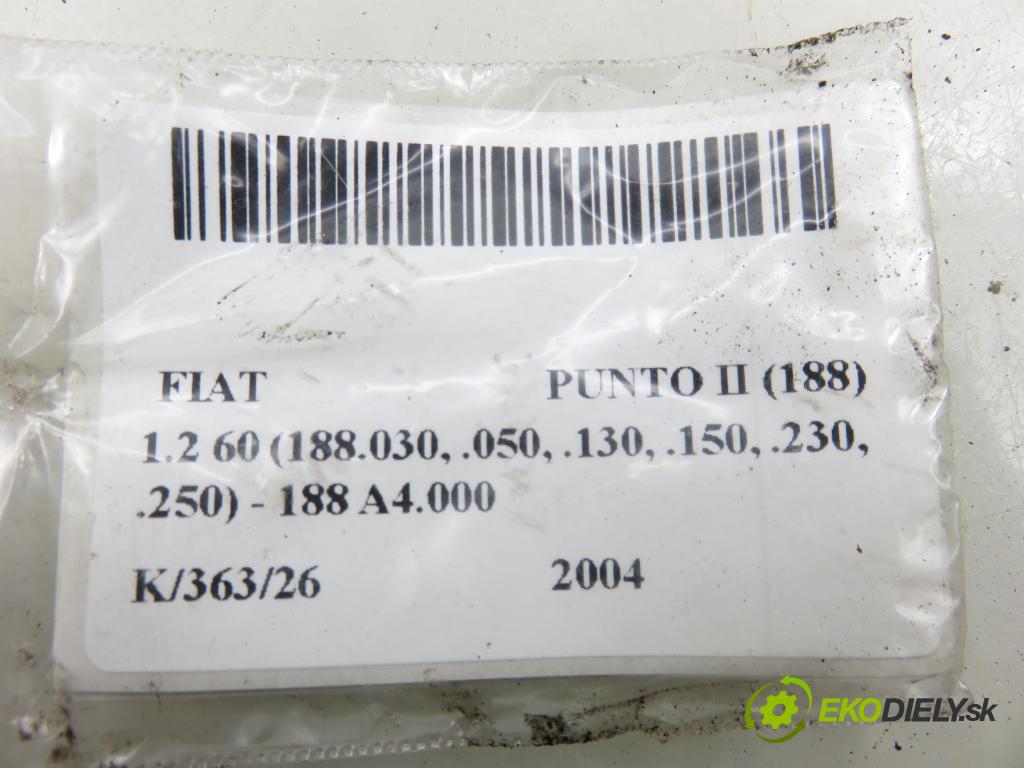 FIAT PUNTO II (188)
1.2 60 (188.030, .050, .130, .150, .230,
.250) - 188 A4.000
K/363/26 2004
EKODIELY.sk